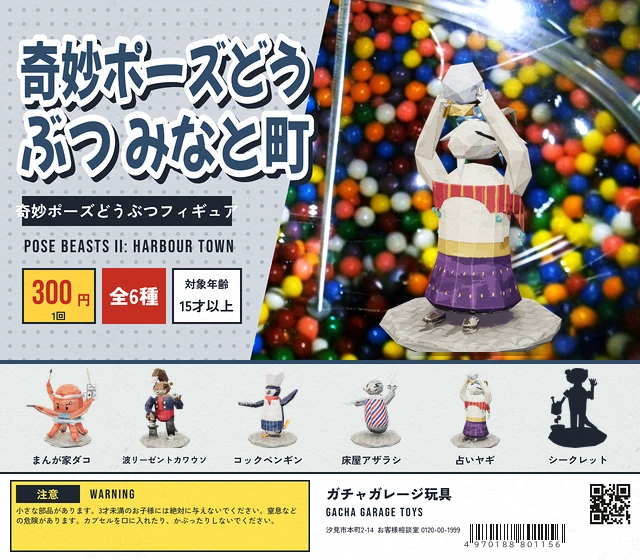 奇妙ポーズどう
ぶつ みなと町
奇妙ポーズどうぶつフィギュア
POSE BEASTS II: HARBOUR TOWN
300円
1回
全6種
対象年齢
15才以上
まんが家ダコ
波リーゼントカワウソ
コックペンギン
床屋アザラシ
占いヤギ
シークレット
注意 WARNING
小さな部品があります。3才未満のお子様には絶対に与えないでください。窒息など
の危険があります。カプセルを口に入れたり、かぶったりしないでください。
ガチャガレージ玩具
GACHA GARAGE TOYS
汐見市本町2-14 お客様相談室 0120-00-1999
4 970188 801156